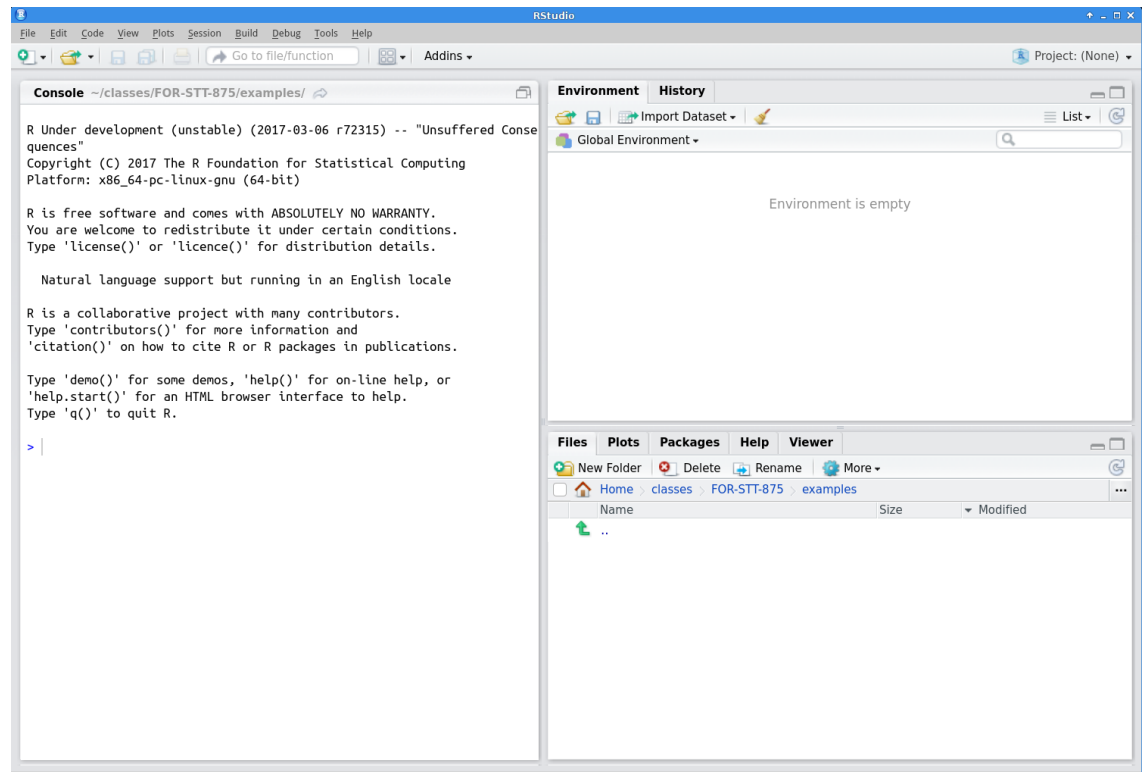 RStudio
File Edit Code View Plots Session Build Debug Tools Help
Go to file/function Addins Project: (None)
Console ~/classes/FOR-STT-875/examples/
R Under development (unstable) (2017-03-06 r72315) -- "Unsuffered Conse
quences"
Copyright (C) 2017 The R Foundation for Statistical Computing
Platform: x86_64-pc-linux-gnu (64-bit)
R is free software and comes with ABSOLUTELY NO WARRANTY.
You are welcome to redistribute it under certain conditions.
Type 'license()' or 'licence()' for distribution details.
Natural language support but running in an English locale
R is a collaborative project with many contributors.
Type 'contributors()' for more information and
'citation()' on how to cite R or R packages in publications.
Type 'demo()' for some demos, 'help()' for on-line help, or
'help.start()' for an HTML browser interface to help.
Type 'q()' to quit R.
>
Environment History
Import Dataset List
Global Environment
Environment is empty
Files Plots Packages Help Viewer
New Folder Delete Rename More
Home classes FOR-STT-875 examples ...
Name Size Modified
..